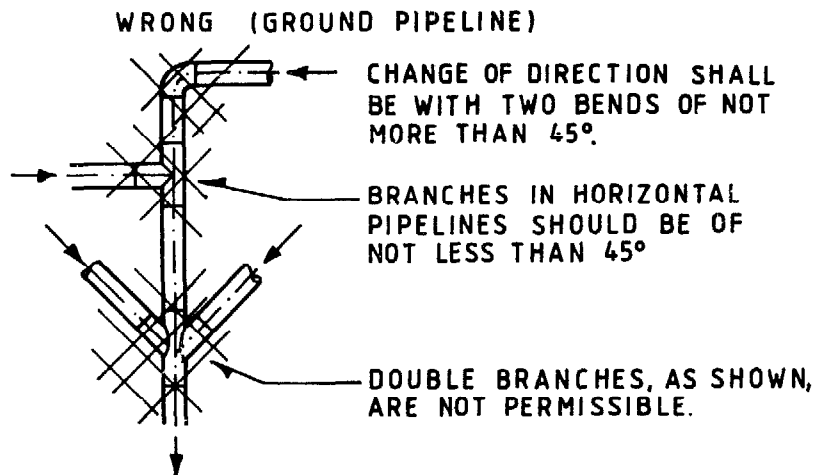 WRONG (GROUND PIPELINE)
CHANGE OF DIRECTION SHALL
BE WITH TWO BENDS OF NOT
MORE THAN 45°.
BRANCHES IN HORIZONTAL
PIPELINES SHOULD BE OF
NOT LESS THAN 45°
DOUBLE BRANCHES, AS SHOWN,
ARE NOT PERMISSIBLE.